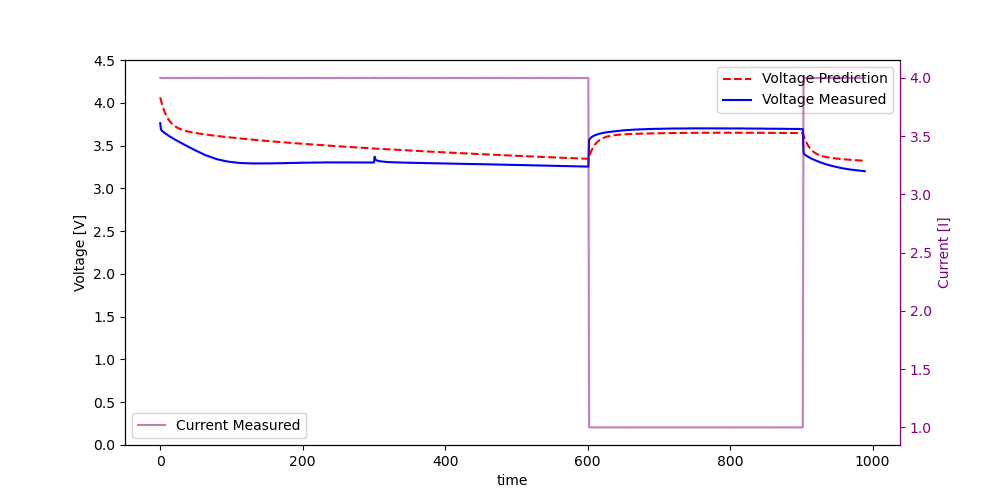 4.5
4.0
3.5
3.0
2.5
2.0
1.5
1.0
0.5
0.0
Voltage [V]
Voltage Prediction
Voltage Measured
Current Measured
4.0
3.5
3.0
2.5
2.0
1.5
1.0
Current [I]
0 200 400 600 800 1000
time